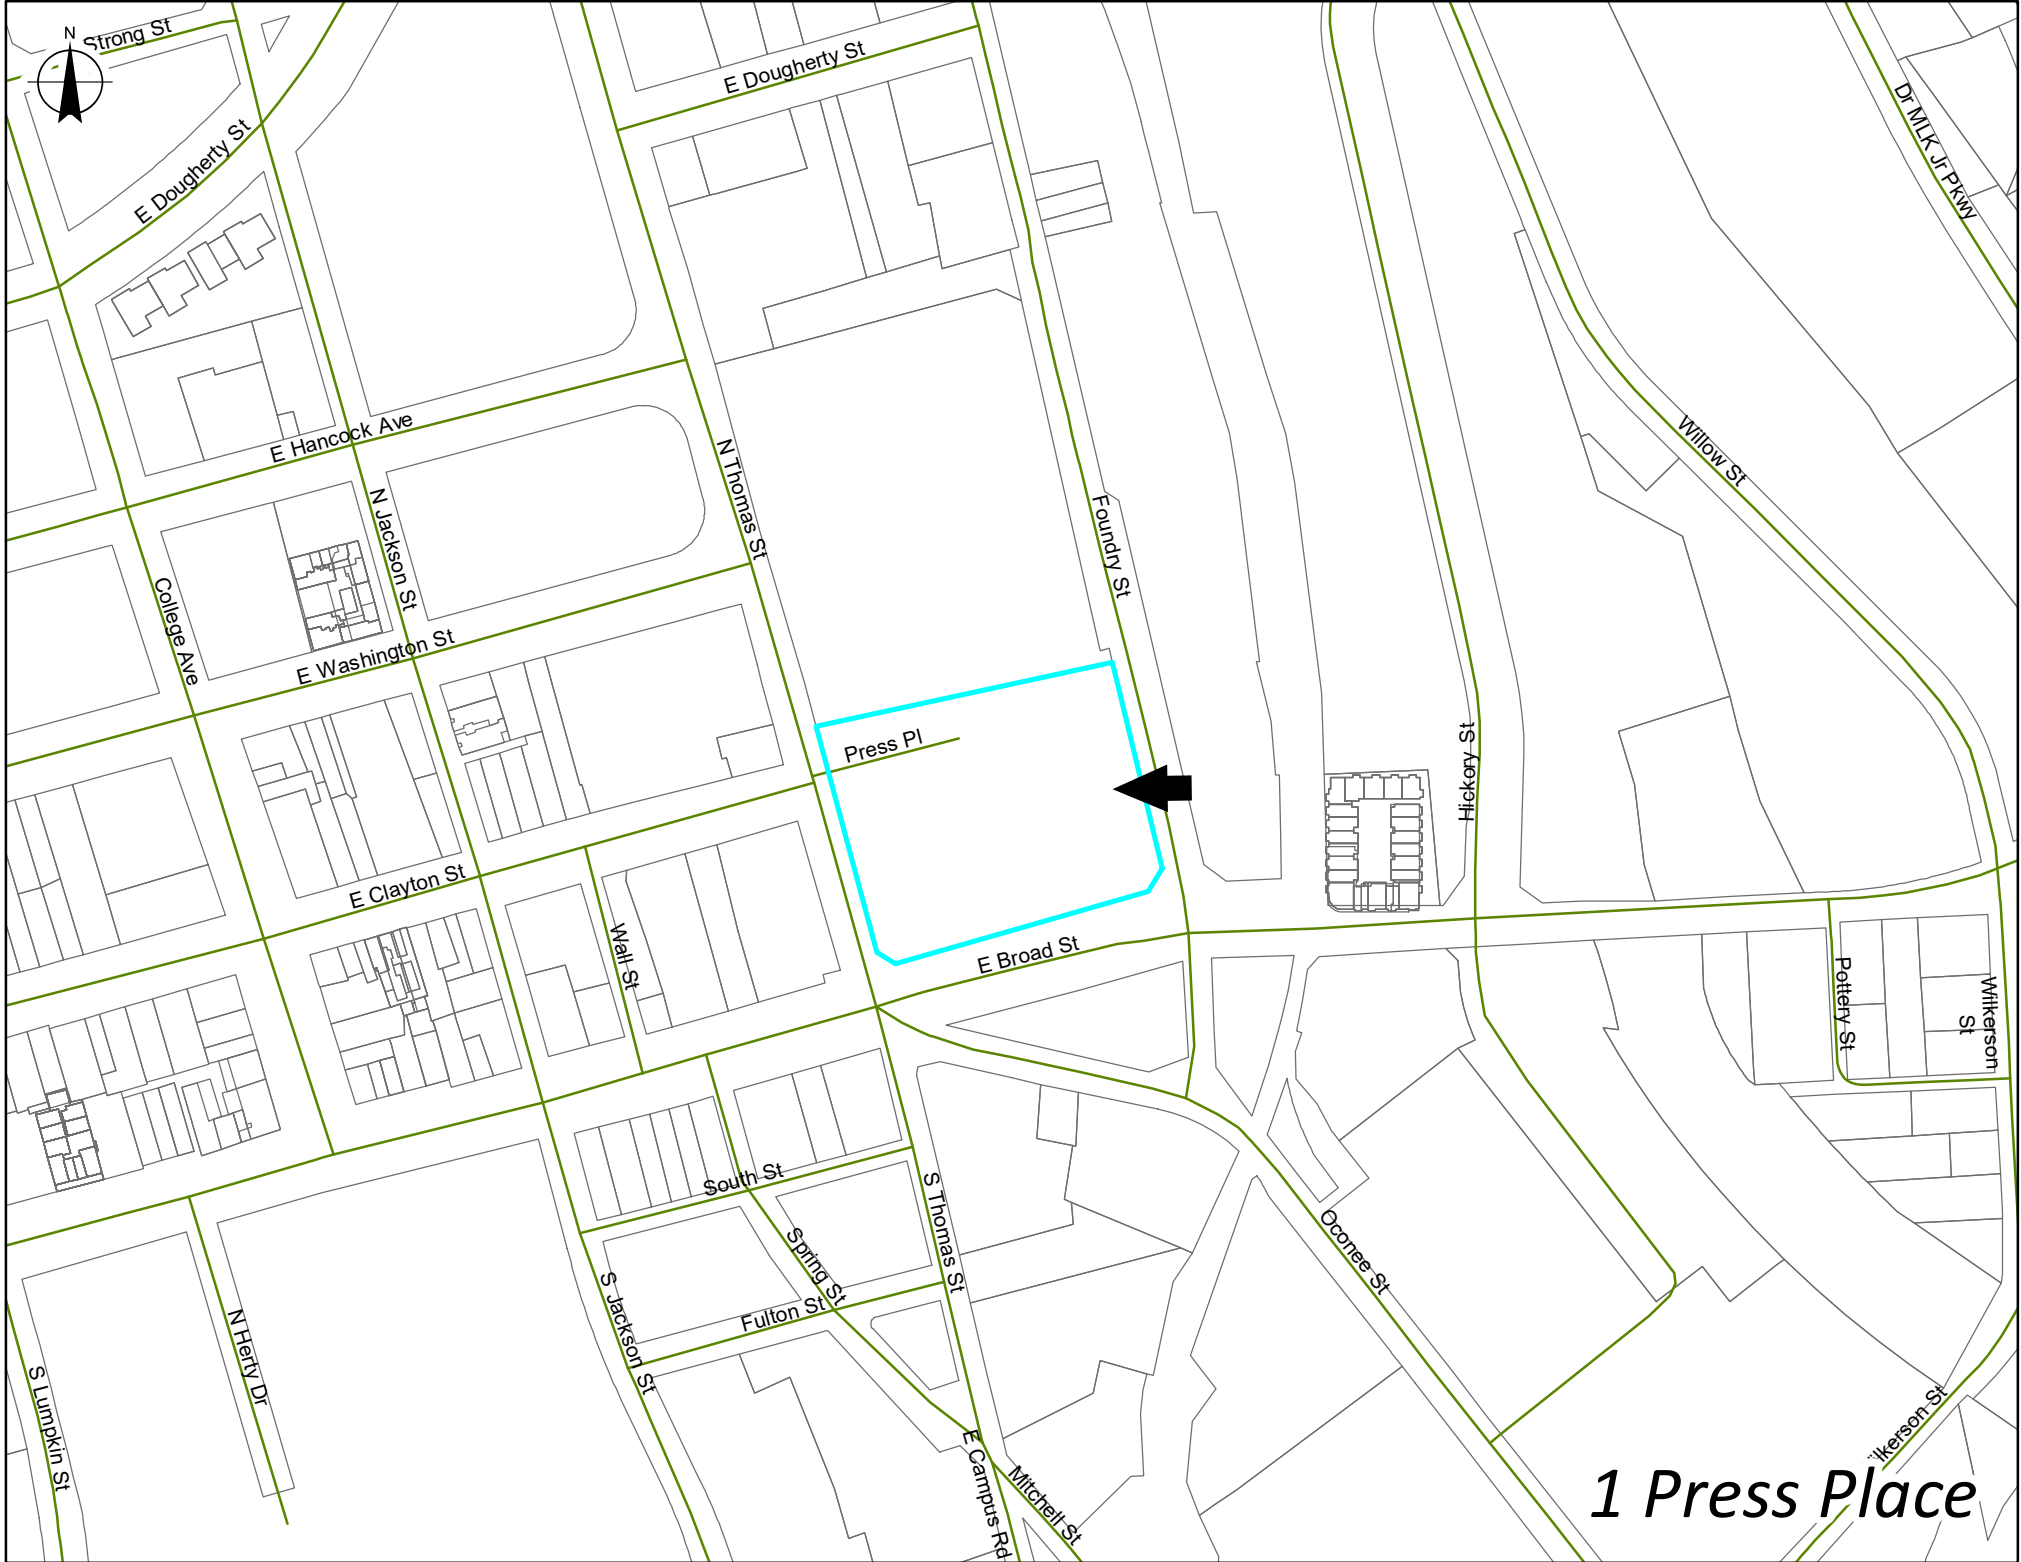 N
Strong St
E Dougherty St
E Dougherty St
Dr MLK Jr Pkwy
E Hancock Ave
N Jackson St
N Thomas St
Foundry St
Willow St
College Ave
E Washington St
Press Pl
Hickory St
E Clayton St
Wall St
E Broad St
Pottery St
Wilkerson
St
South St
S Thomas St
Spring St
Oconee St
Fulton St
S Jackson St
N Herty Dr
S Lumpkin St
E Campus Rd
Mitchell St
ilkerson St
1 Press Place